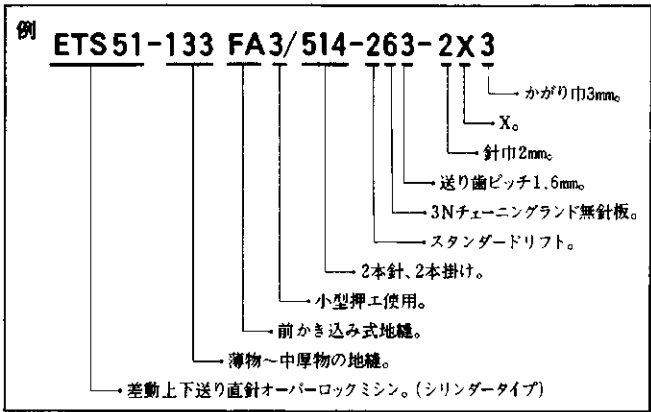 例
ETS51-133 FA3/514-263-2X3
かがり巾3mm。
X。
針巾2mm。
送り歯ピッチ1.6mm。
3Nチェーニングランド無針板。
スタンダードリフト。
2本針、2本掛け。
小型押エ使用。
前かき込み式地縫。
薄物～中厚物の地縫。
差動上下送り直針オーバーロックミシン。(シリンダータイプ)